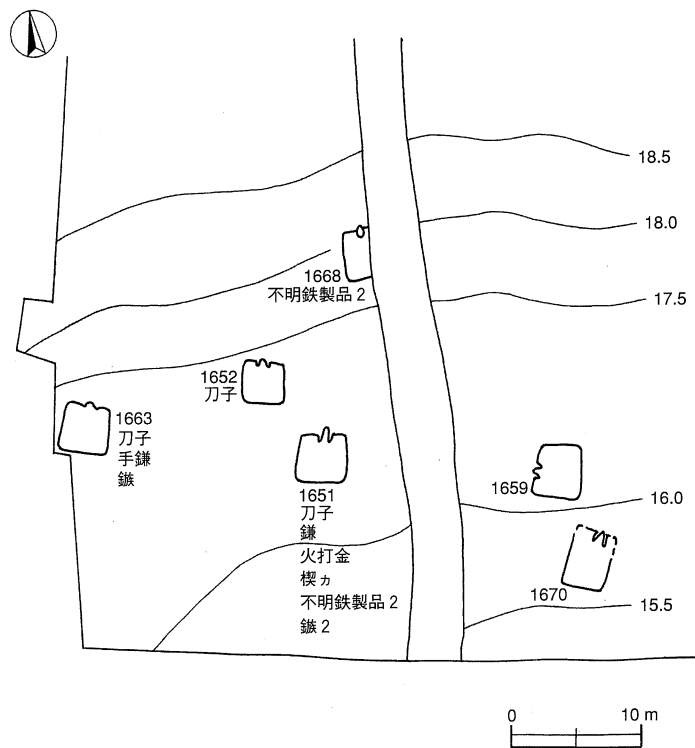 18.5
18.0
1668
不明鉄製品 2
17.5
1652
刀子
1663
刀子
手鎌
鏃
1651
刀子
鎌
火打金
楔ヵ
不明鉄製品 2
鏃 2
1659
16.0
1670
15.5
0 10 m